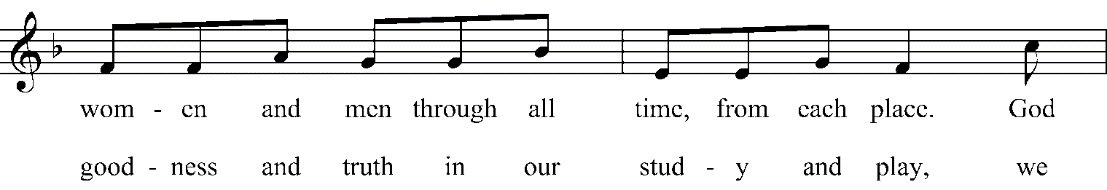 wom - en and men through all time, from each place. God
good - ness and truth in our stud - y and play, we